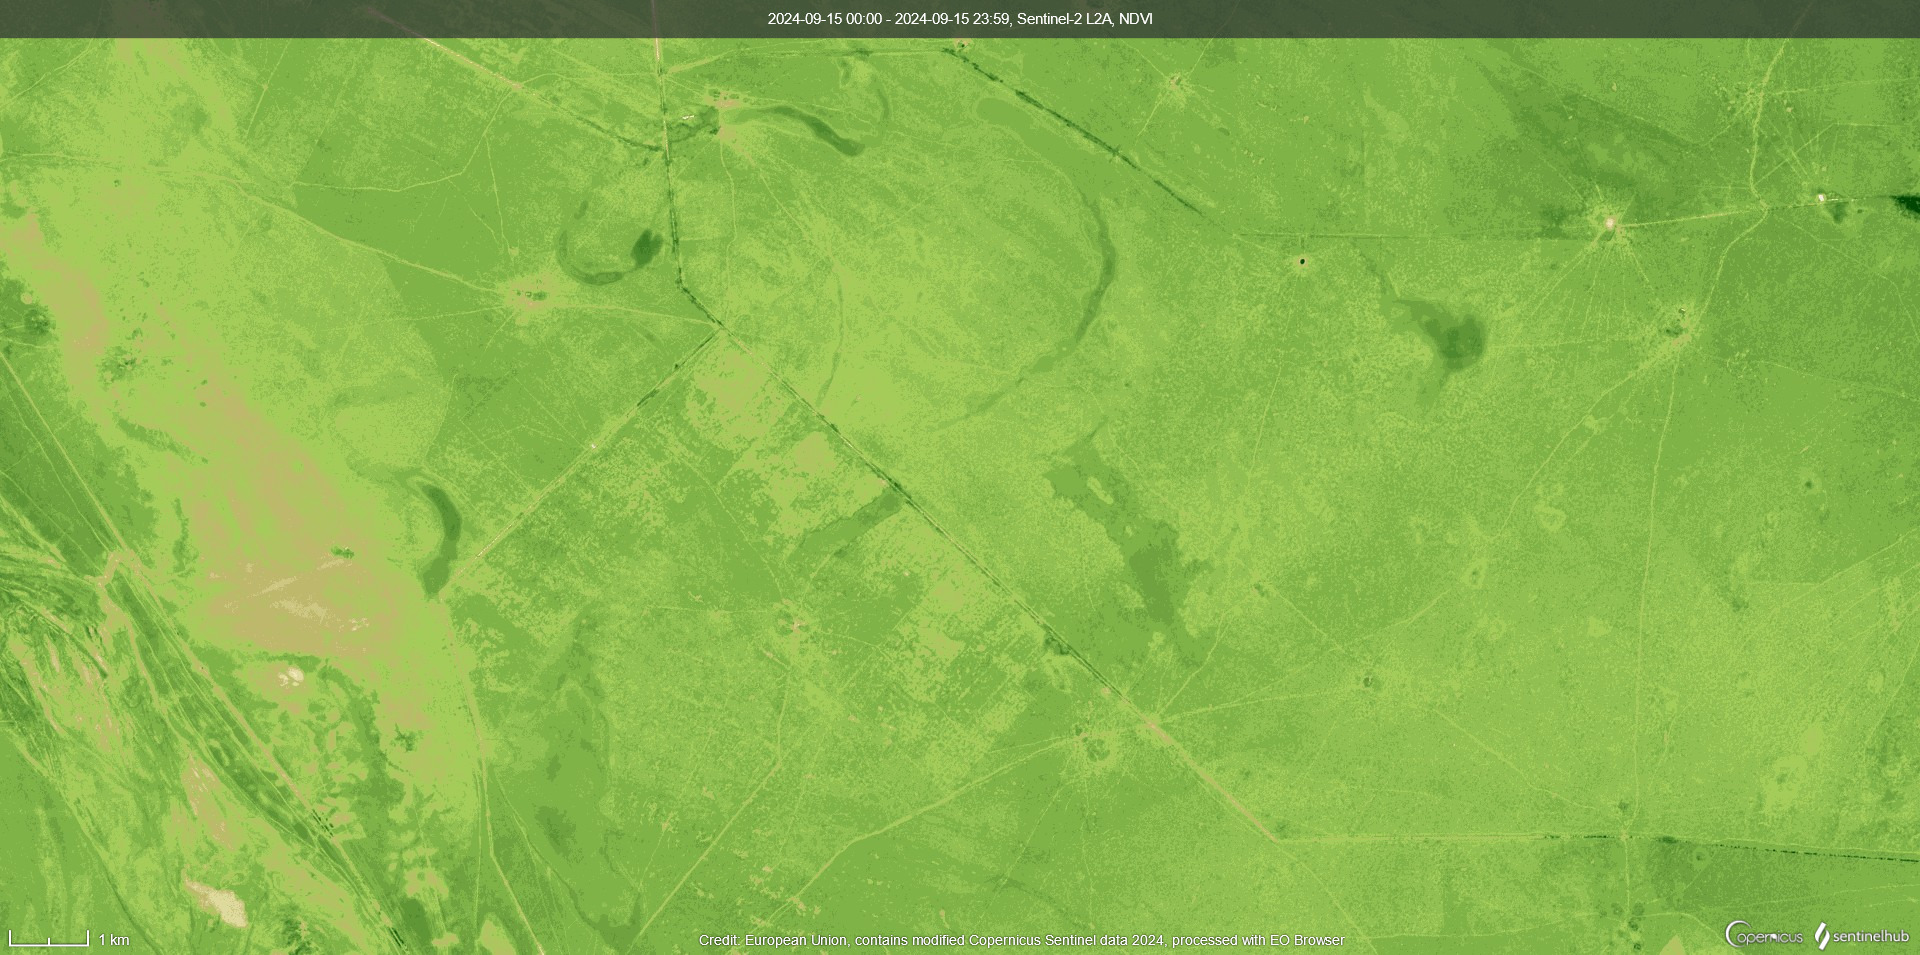 2024-09-15 00:00 - 2024-09-15 23:59, Sentinel-2 L2A, NDVI
1 km
Credit: European Union, contains modified Copernicus Sentinel data 2024, processed with EO Browser
opernicus
sentinelhub